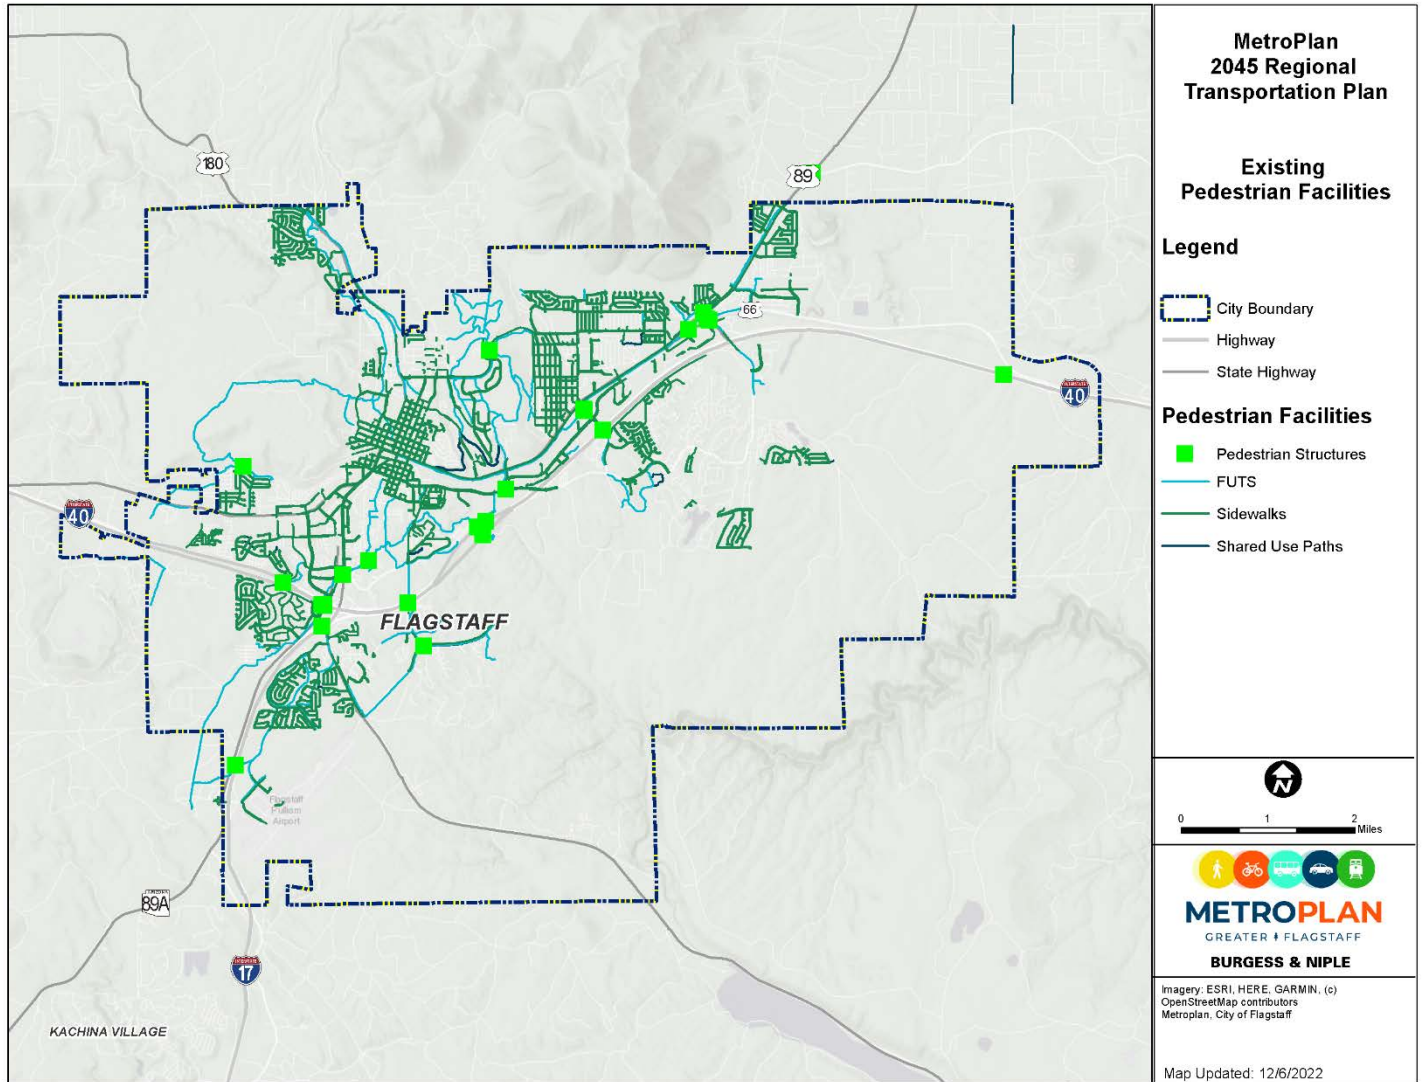 MetroPlan
2045 Regional
Transportation Plan
Existing
Pedestrian Facilities
Legend
City Boundary
Highway
State Highway
Pedestrian Facilities
Pedestrian Structures
FUTS
Sidewalks
Shared Use Paths
N
0 1 2
Miles
METROPLAN
GREATER FLAGSTAFF
BURGESS & NIPLE
Imagery: ESRI, HERE, GARMIN, (c)
OpenStreetMap contributors
Metroplan, City of Flagstaff
Map Updated: 12/6/2022
180
89
66
40
40
FLAGSTAFF
Flagstaff
Pulliam
Airport
89A
17
KACHINA VILLAGE